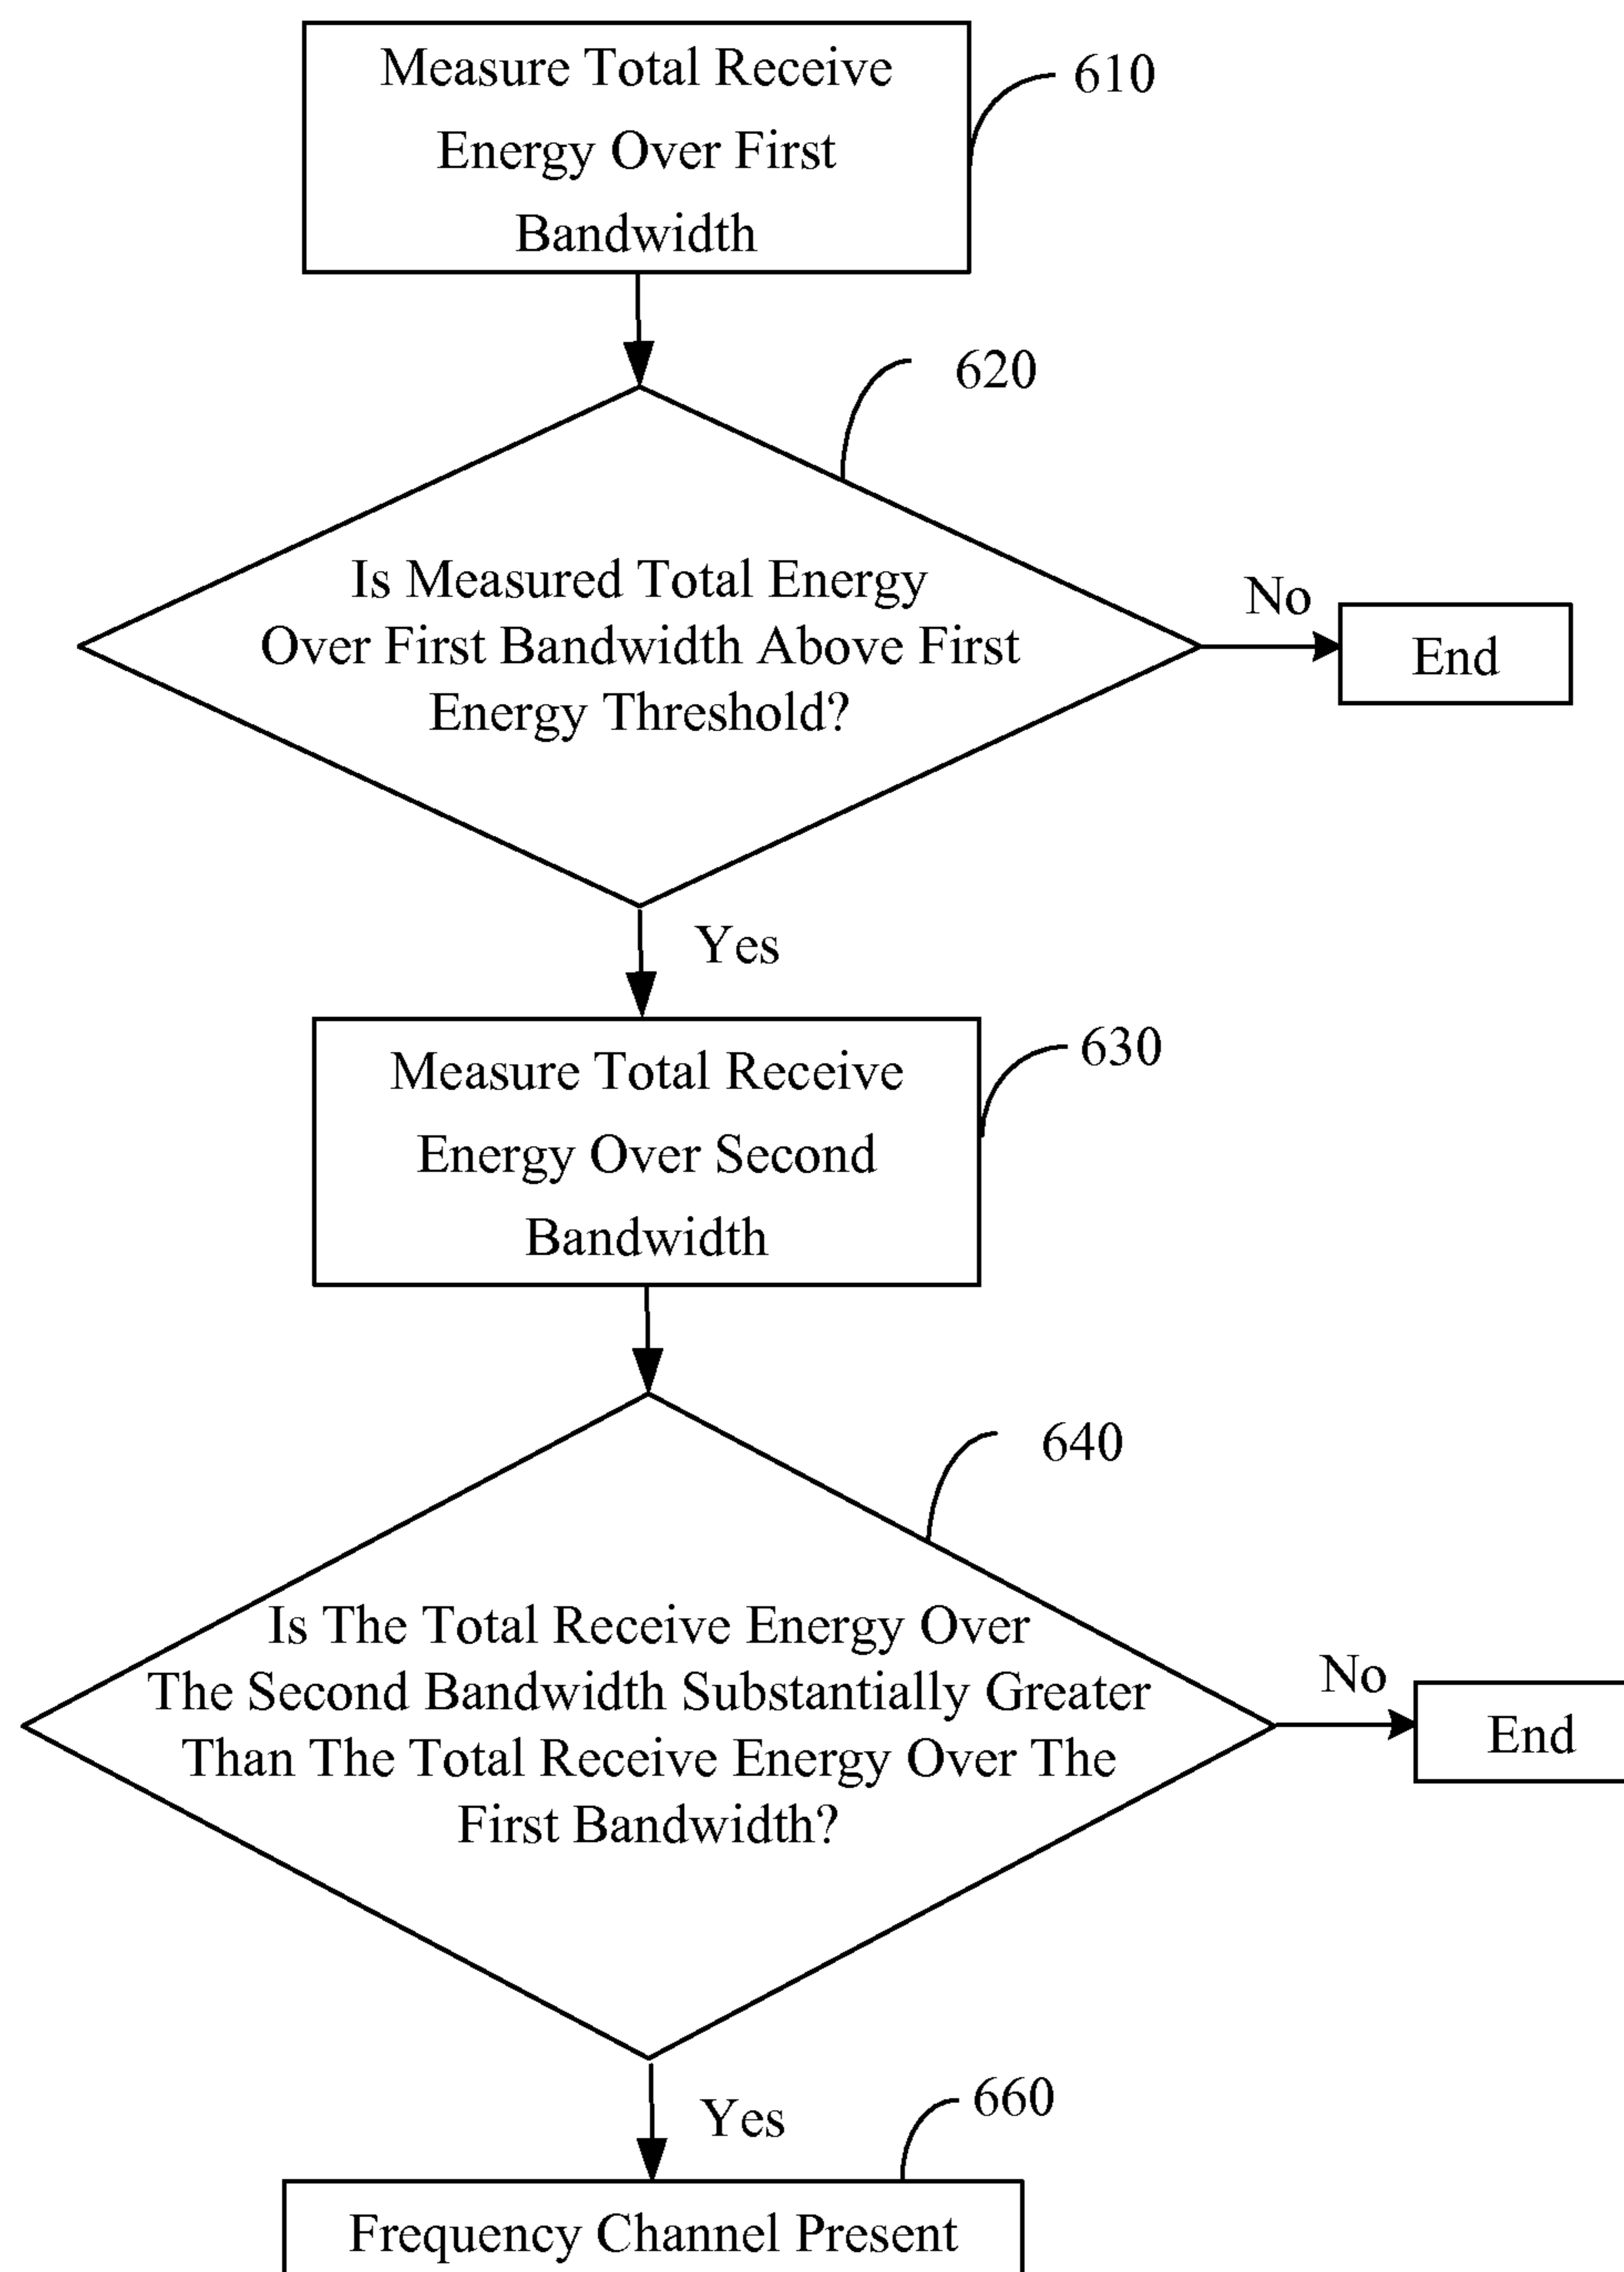 Measure Total Receive
Energy Over First
Bandwidth
610
620
Is Measured Total Energy
Over First Bandwidth Above First
Energy Threshold?
No
End
Yes
Measure Total Receive
Energy Over Second
Bandwidth
630
640
Is The Total Receive Energy Over
The Second Bandwidth Substantially Greater
Than The Total Receive Energy Over The
First Bandwidth?
No
End
Yes
660
Frequency Channel Present